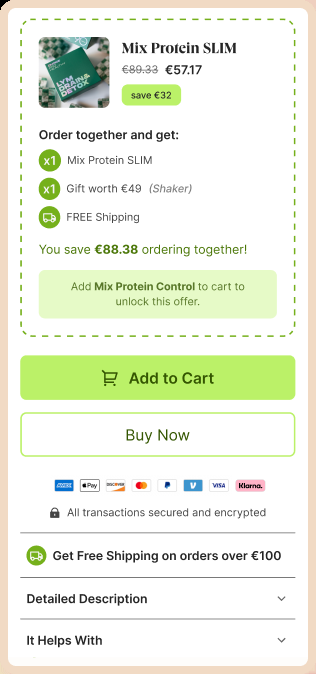 LYM
DRAIN &
DETOX
Mix Protein SLIM
€89.33 €57.17
save €32
Order together and get:
x1 Mix Protein SLIM
x1 Gift worth €49 (Shaker)
FREE Shipping
You save €88.38 ordering together!
Add Mix Protein Control to cart to
unlock this offer.
Add to Cart
Buy Now
AMEX Pay DISCOVER VISA Klarna.
All transactions secured and encrypted
Get Free Shipping on orders over €100
Detailed Description
It Helps With